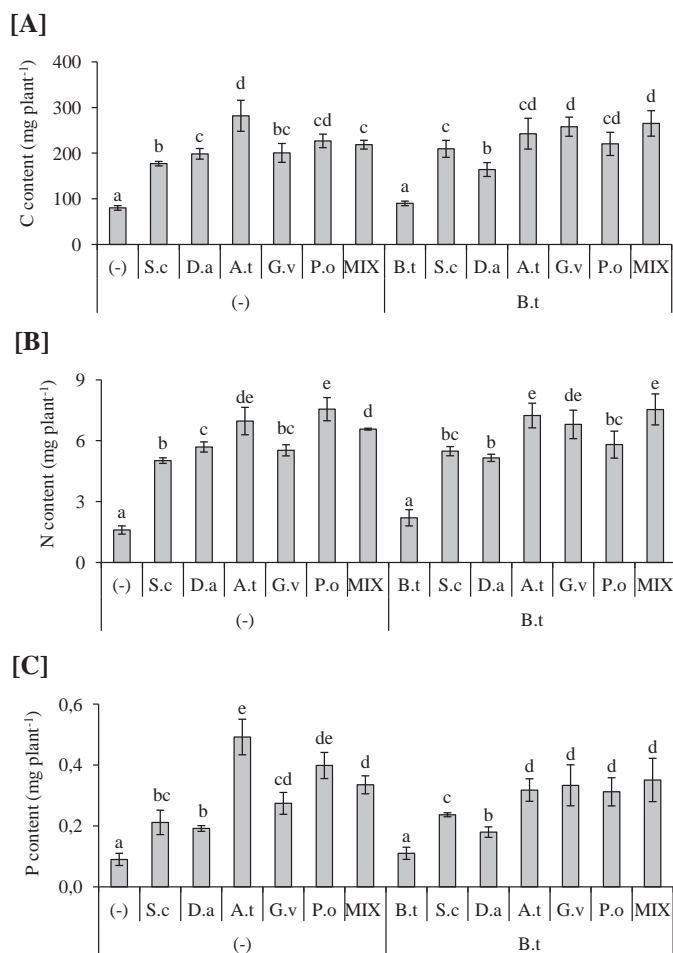 [A]
C content (mg plant-1)
400
300
200
100
0
a b c d bc cd c a c b cd d cd d
(-) S.c D.a A.t G.v P.o MIX B.t S.c D.a A.t G.v P.o MIX
(-) B.t
[B]
N content (mg plant-1)
9
6
3
0
a b c de bc e d a bc b e de bc e
(-) S.c D.a A.t G.v P.o MIX B.t S.c D.a A.t G.v P.o MIX
(-) B.t
[C]
P content (mg plant-1)
0,6
0,4
0,2
0,0
a bc b e cd de d a c b d d d d
(-) S.c D.a A.t G.v P.o MIX B.t S.c D.a A.t G.v P.o MIX
(-) B.t